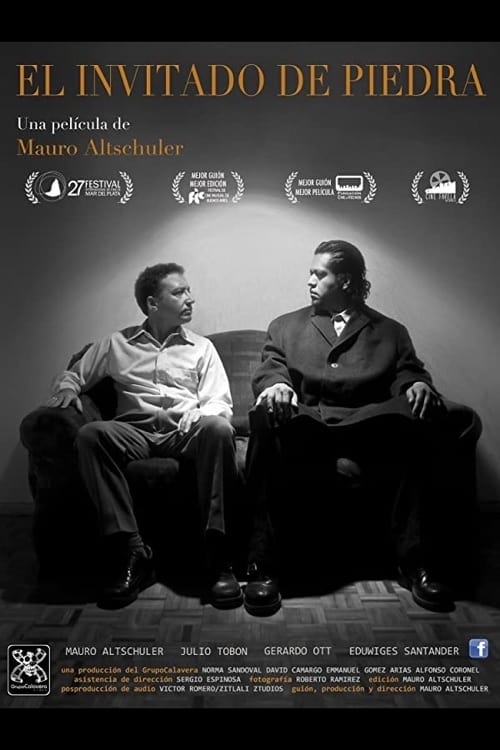 EL INVITADO DE PIEDRA
Una película de
Mauro Altschuler
27 FESTIVAL
MAR DEL PLATA
MEJOR GUIÓN
MEJOR EDICIÓN
MEJOR GUIÓN
MEJOR PELÍCULA
MAURO ALTSCHULER JULIO TOBON GERARDO OTT EDUWIGES SANTANDER
una producción del GrupoCalavera NORMA SANDOVAL DAVID CAMARGO EMMANUEL GOMEZ ARIAS ALFONSO CORONEL
asistencia de dirección SERGIO ESPINOSA fotografía ROBERTO RAMIREZ edición MAURO ALTSCHULER
posproducción de audio VICTOR ROMERO/ZITLALI ZTUDIOS guión, producción y dirección MAURO ALTSCHULER
GrupoCalavera
f